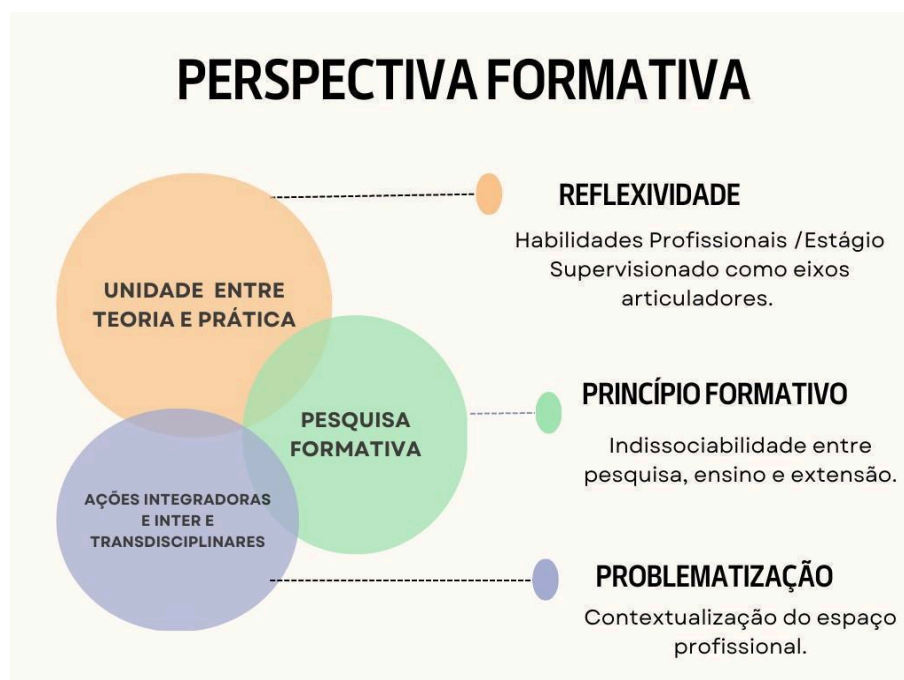 PERSPECTIVA FORMATIVA
UNIDADE ENTRE
TEORIA E PRÁTICA
REFLEXIVIDADE
Habilidades Profissionais /Estágio
Supervisionado como eixos
articuladores.
PESQUISA
FORMATIVA
PRINCÍPIO FORMATIVO
Indissociabilidade entre
pesquisa, ensino e extensão.
AÇÕES INTEGRADORAS
E INTER E
TRANSDISCIPLINARES
PROBLEMATIZAÇÃO
Contextualização do espaço
profissional.